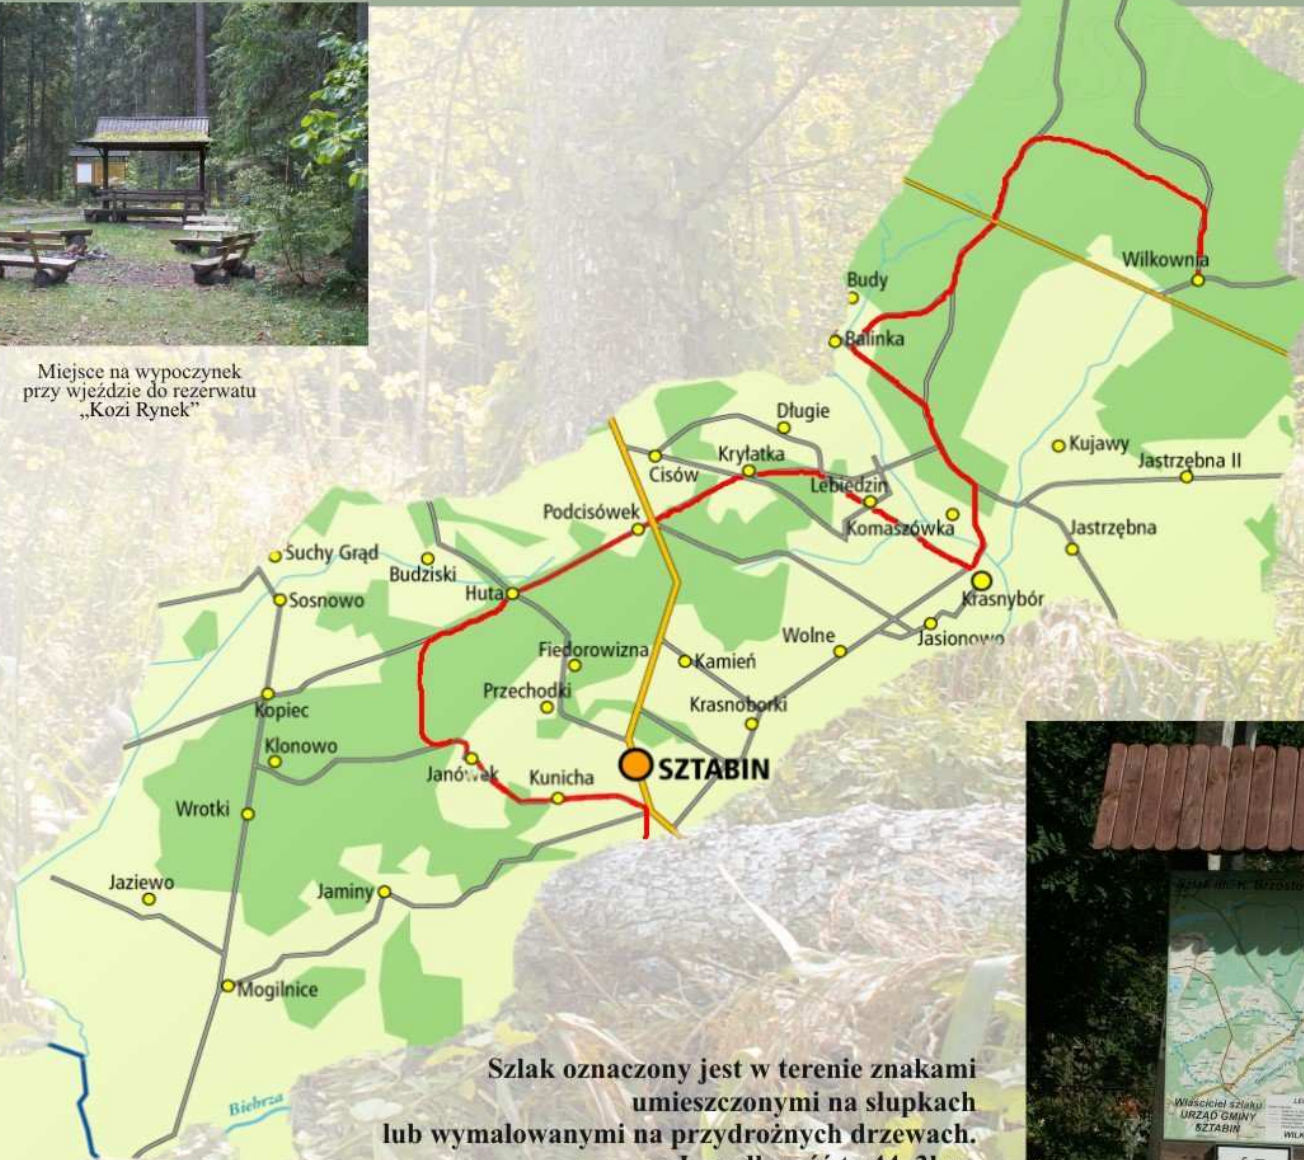 Miejsce na wypoczynek
przy wjeździe do rezerwatu
„Kozi Rynek”
Wilkownia
Budy
Balinka
Długie
Kujawy
Kryłatka
Cisów
Jastrzębna II
Lebiedzin
Podcisówek
Komaszówka
Jastrzębna
Suchy Grąd
Budziski
Huta
Sosnowo
Krasnybór
Wolne
Jasionowo
Fiedorowizna
Kamień
Przechodki
Krasnoborki
Kopiec
Klonowo
Janówek
Kunicha
SZTABIN
Wrotki
Jaziewo
Jaminy
Mogilnice
Biebrza
Szlak oznaczony jest w terenie znakami
umieszczonymi na słupkach
lub wymalowanymi na przydrożnych drzewach.
Właściciel szlaku
URZĄD GMINY
SZTABIN